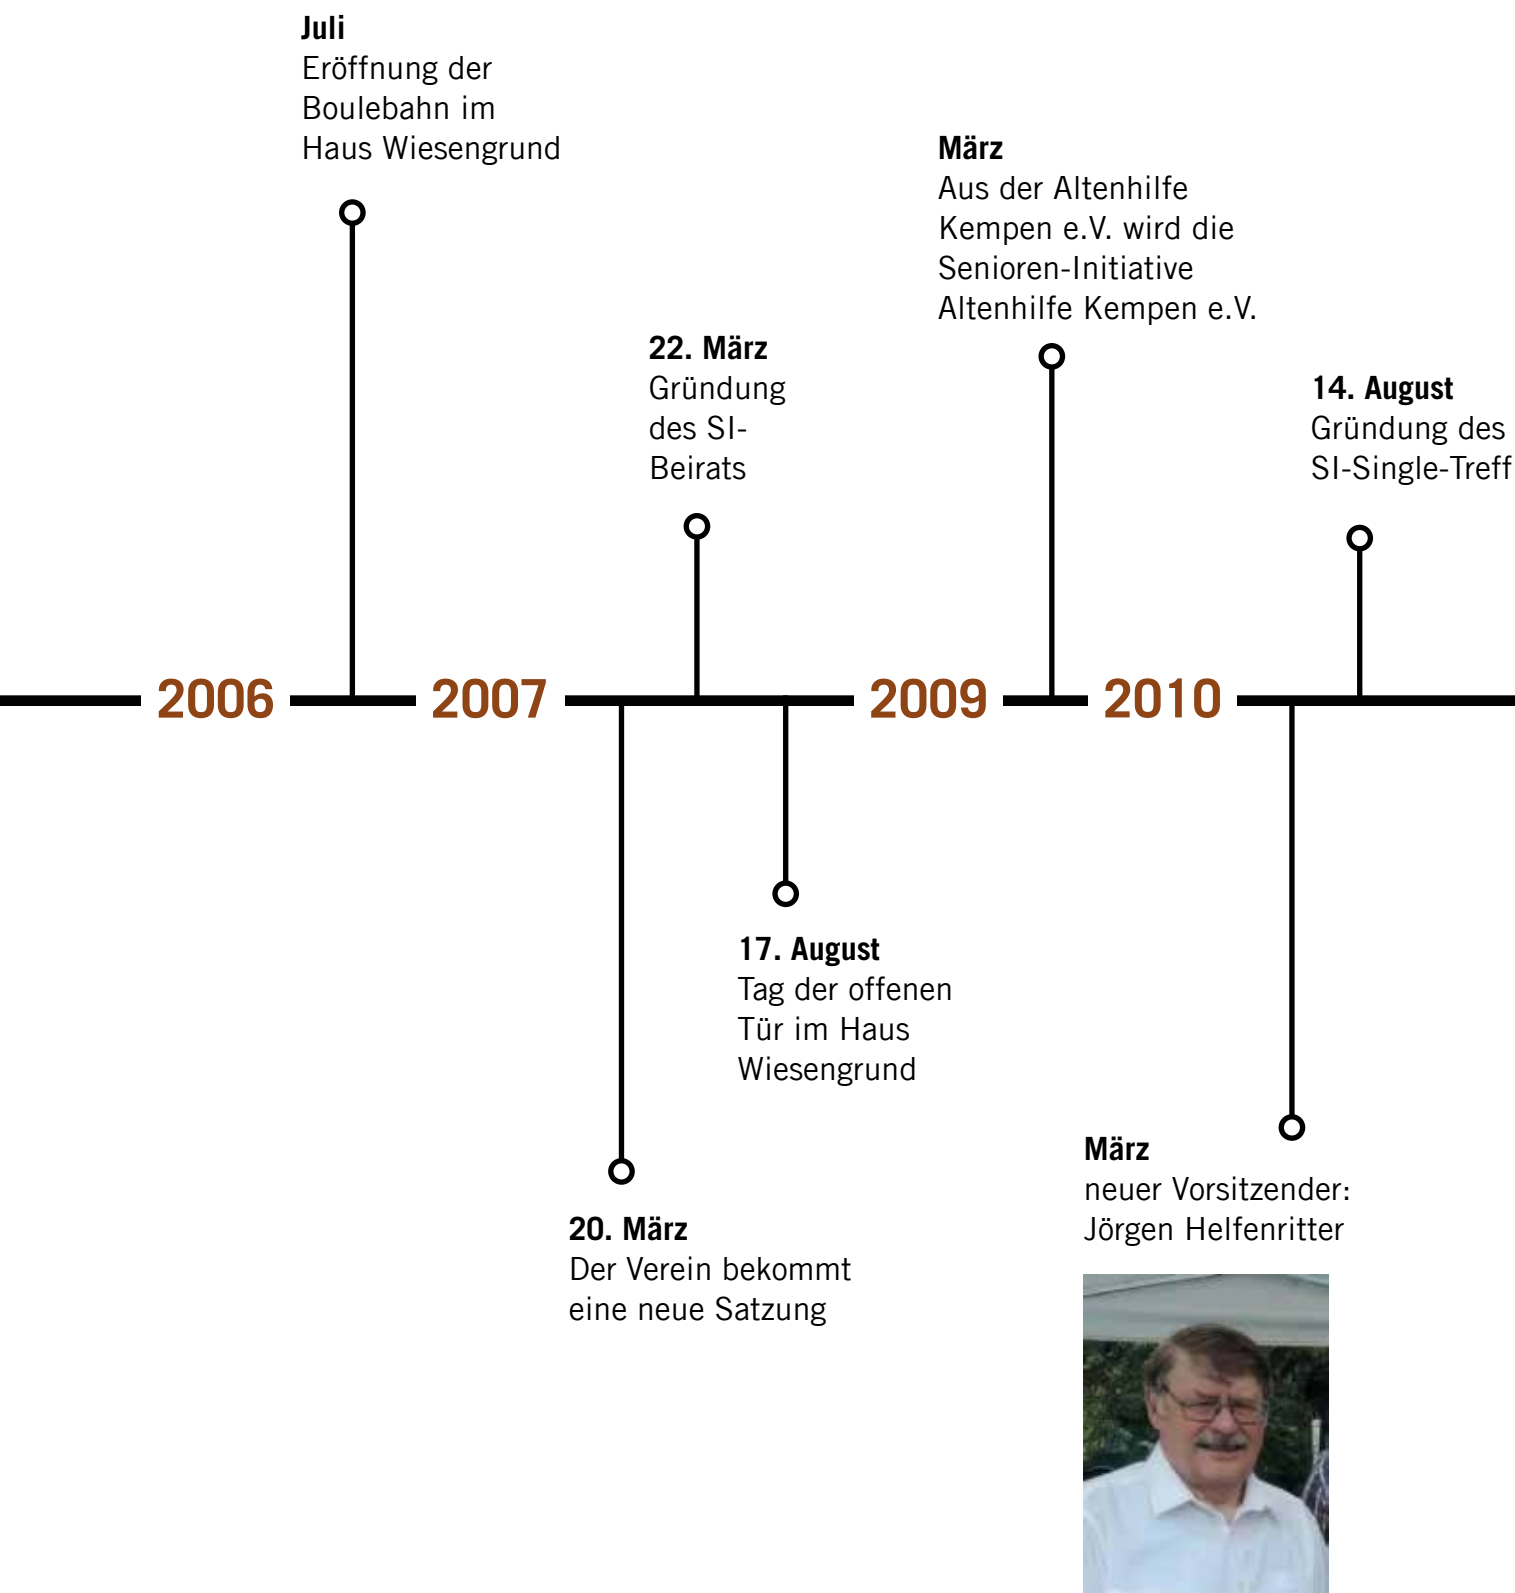 Juli
Eröffnung der
Boulebahn im
Haus Wiesengrund
März
Aus der Altenhilfe
Kempen e.V. wird die
Senioren-Initiative
Altenhilfe Kempen e.V.
22. März
Gründung
des SI-
Beirats
14. August
Gründung des
SI-Single-Treff
2006
2007
2009
2010
17. August
Tag der offenen
Tür im Haus
Wiesengrund
20. März
Der Verein bekommt
eine neue Satzung
März
neuer Vorsitzender:
Jörgen Helfenritter